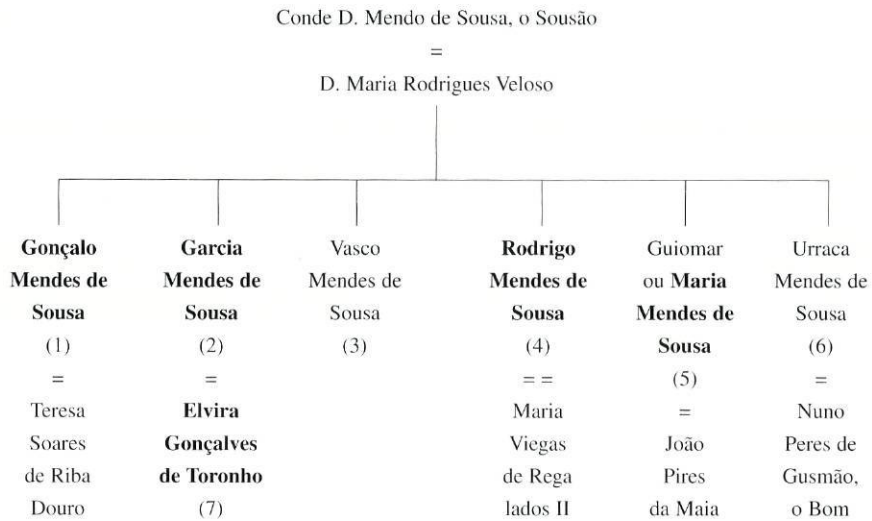 Conde D. Mendo de Sousa, o Sousão
=
D. Maria Rodrigues Veloso
Gonçalo
Mendes de
Sousa
(1)
=
Teresa
Soares
de Riba
Douro
Garcia
Mendes de
Sousa
(2)
=
Elvira
Gonçalves
de Toronho
(7)
Vasco
Mendes de
Sousa
(3)
Rodrigo
Mendes de
Sousa
(4)
= =
Maria
Viegas
de Rega
lados II
Guiomar
ou Maria
Mendes de
Sousa
(5)
=
João
Pires
da Maia
Urraca
Mendes de
Sousa
(6)
=
Nuno
Peres de
Gusmão,
o Bom